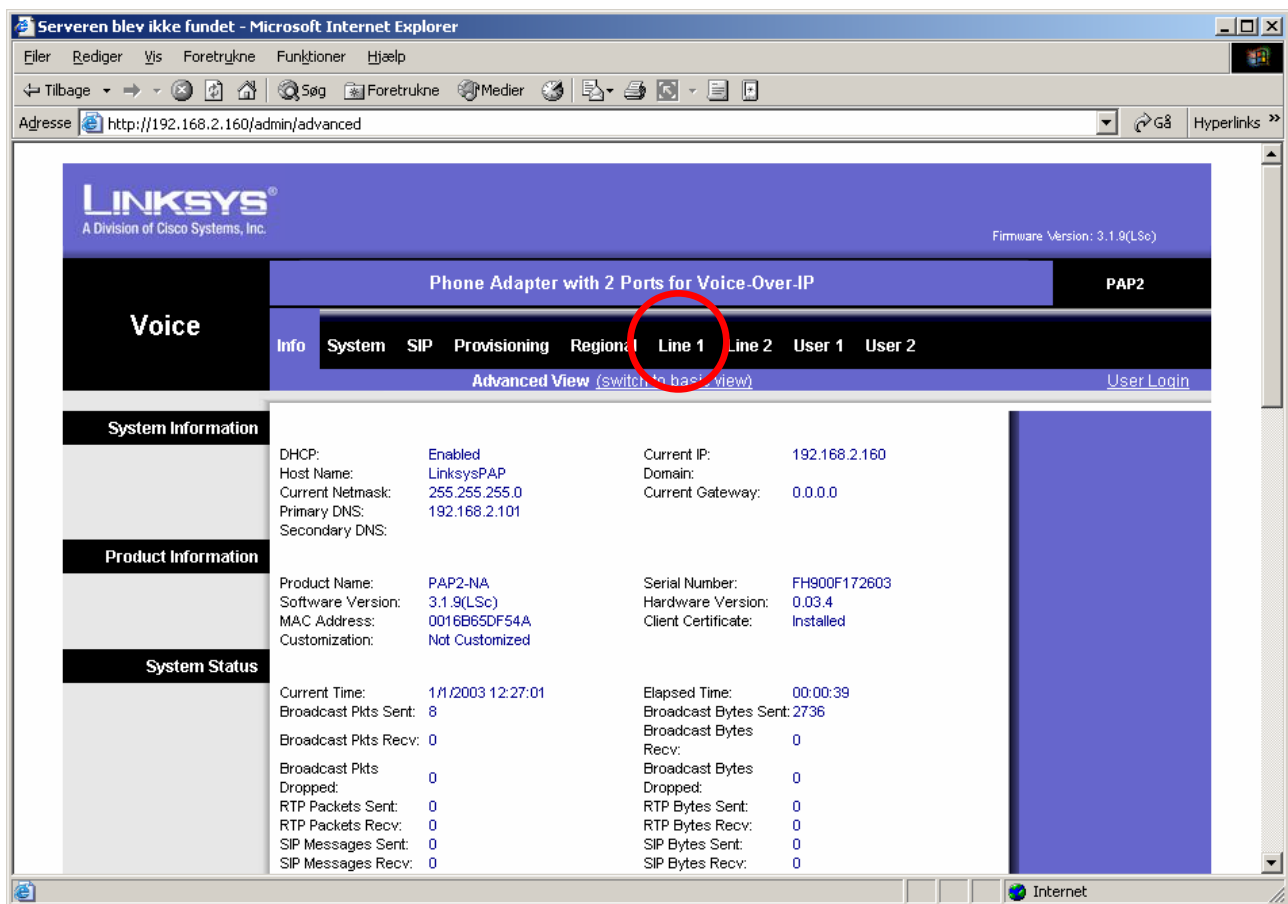 Serveren blev ikke fundet - Microsoft Internet Explorer
Filer Rediger Vis Foretrukne Funktioner Hjælp
Tilbage Søg Foretrukne Medier
Adresse http://192.168.2.160/admin/advanced Gå Hyperlinks »
LINKSYS®
A Division of Cisco Systems, Inc.
Firmware Version: 3.1.9(LSc)
Phone Adapter with 2 Ports for Voice-Over-IP PAP2
Voice
Info System SIP Provisioning Regional Line 1 Line 2 User 1 User 2
Advanced View (switch to basic view) User Login
System Information
DHCP: Enabled Current IP: 192.168.2.160
Host Name: LinksysPAP Domain:
Current Netmask: 255.255.255.0 Current Gateway: 0.0.0.0
Primary DNS: 192.168.2.101
Secondary DNS:
Product Information
Product Name: PAP2-NA Serial Number: FH900F172603
Software Version: 3.1.9(LSc) Hardware Version: 0.03.4
MAC Address: 0016B65DF54A Client Certificate: Installed
Customization: Not Customized
System Status
Current Time: 1/1/2003 12:27:01 Elapsed Time: 00:00:39
Broadcast Pkts Sent: 8 Broadcast Bytes Sent: 2736
Broadcast Pkts Recv: 0 Broadcast Bytes Recv: 0
Broadcast Pkts Dropped: 0 Broadcast Bytes Dropped: 0
RTP Packets Sent: 0 RTP Bytes Sent: 0
RTP Packets Recv: 0 RTP Bytes Recv: 0
SIP Messages Sent: 0 SIP Bytes Sent: 0
SIP Messages Recv: 0 SIP Bytes Recv: 0
Internet